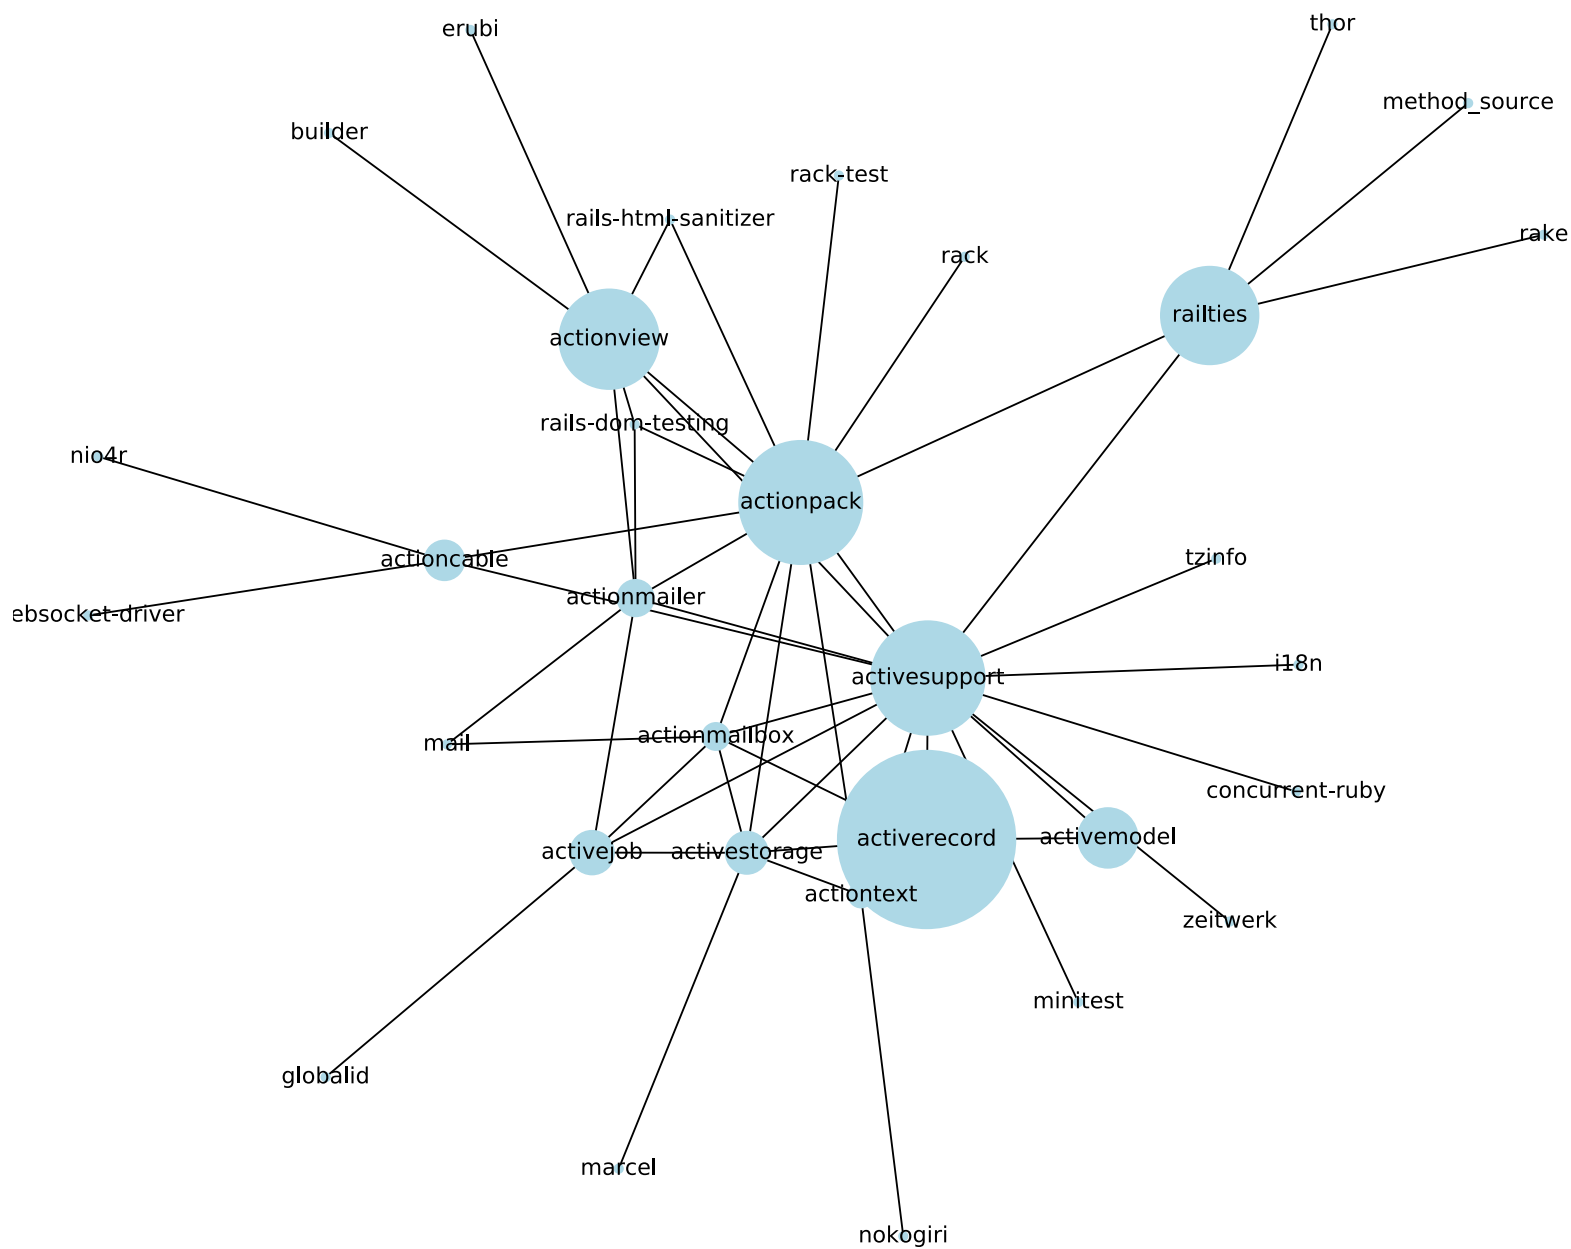 erubi
thor
method_source
builder
rack-test
rails-html-sanitizer
rake
rack
railties
actionview
rails-dom-testing
nio4r
actionpack
actioncable
tzinfo
actionmailer
ebsocket-driver
i18n
activesupport
actionmailbox
mail
concurrent-ruby
activemodel
activerecord
activejob
activestorage
actiontext
zeitwerk
minitest
globalid
marcel
nokogiri